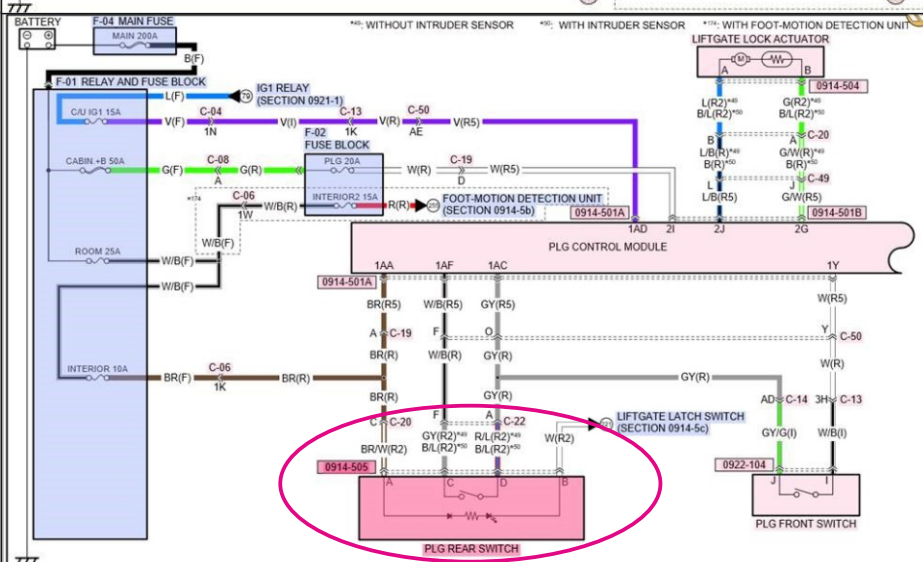 BATTERY
F-04 MAIN FUSE
MAIN 200A
*49: WITHOUT INTRUDER SENSOR
*50: WITH INTRUDER SENSOR
*174: WITH FOOT-MOTION DETECTION UNIT
LIFTGATE LOCK ACTUATOR
M
A
B
0914-504
B(F)
F-01 RELAY AND FUSE BLOCK
L(F)
79
IG1 RELAY
(SECTION 0921-1)
C/U IG1 15A
V(F)
C-04
1N
V(I)
C-13
1K
V(R)
C-50
AE
V(R5)
L(R2)*49
B/L(R2)*50
G(R2)*49
B/L(R2)*50
F-02
FUSE BLOCK
B
A
C-20
L/B(R)*49
B(R)*50
G/W(R)*49
B(R)*50
CABIN.+B 50A
G(F)
C-08
A
G(R)
PLG 20A
W(R)
C-19
D
W(R5)
L
J
C-49
L/B(R5)
G/W(R5)
*174
C-06
1W
W/B(R)
INTERIOR2 15A
R(R)
FOOT-MOTION DETECTION UNIT
(SECTION 0914-5b)
0914-501A
0914-501B
1AD
2I
2J
2G
W/B(F)
PLG CONTROL MODULE
ROOM 25A
W/B(F)
W/B(F)
1AA
1AF
1AC
1Y
0914-501A
BR(R5)
W/B(R5)
GY(R5)
W(R5)
A
C-19
F
O
Y
C-50
BR(R)
W/B(R)
GY(R)
W(R)
INTERIOR 10A
BR(F)
C-06
1K
BR(R)
GY(R)
BR(R)
GY(R)
AD
C-14
3H
C-13
C
C-20
F
A
C-22
LIFTGATE LATCH SWITCH
(SECTION 0914-5c)
BR/W(R2)
GY(R2)*49
B/L(R2)*50
R/L(R2)*49
B/L(R2)*50
W(R2)
GY/G(I)
W/B(I)
0914-505
0922-104
A
C
D
B
J
I
PLG REAR SWITCH
PLG FRONT SWITCH